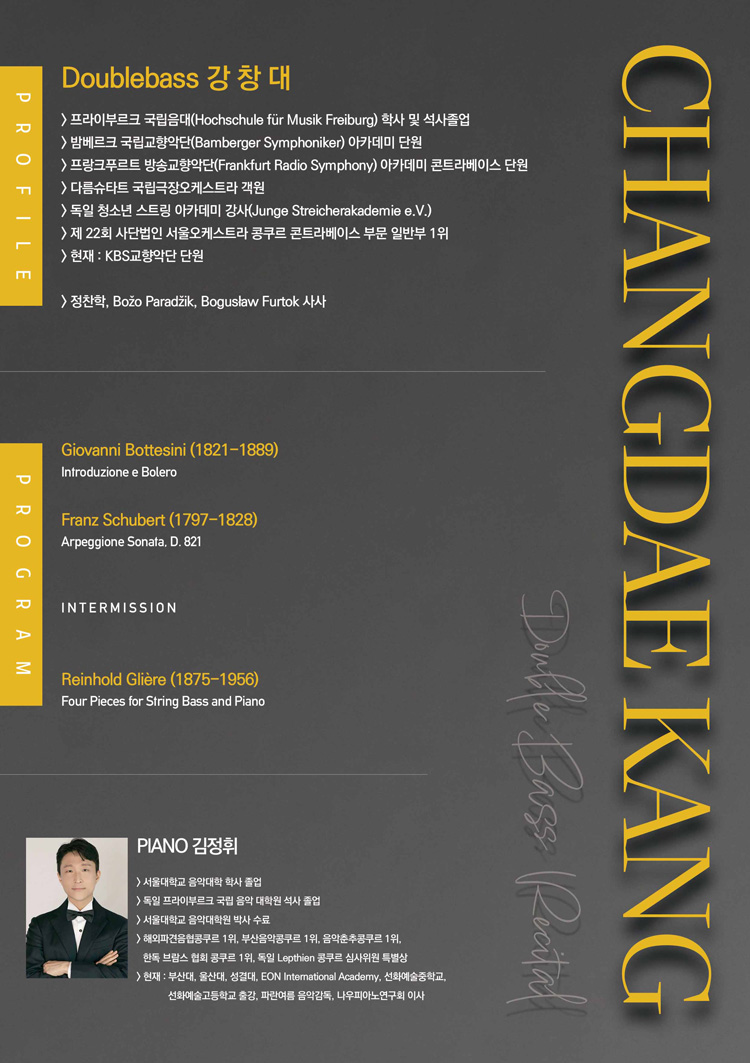 PROFILE
Doublebass 강창대
> 프라이부르크 국립음대(Hochschule für Musik Freiburg) 학사 및 석사졸업
> 밤베르크 국립교향악단(Bamberger Symphoniker) 아카데미 단원
> 프랑크푸르트 방송교향악단(Frankfurt Radio Symphony) 아카데미 콘트라베이스 단원
> 다름슈타트 국립극장오케스트라 객원
> 독일 청소년 스트링 아카데미 강사(Junge Streicherakademie e.V.)
> 제 22회 사단법인 서울오케스트라 콩쿠르 콘트라베이스 부문 일반부 1위
> 현재 : KBS교향악단 단원
> 정찬학, Božo Paradžik, Bogusław Furtok 사사
PROGRAM
Giovanni Bottesini (1821-1889)
Introduzione e Bolero
Franz Schubert (1797-1828)
Arpeggione Sonata, D. 821
INTERMISSION
Reinhold Glière (1875-1956)
Four Pieces for String Bass and Piano
PIANO 김정휘
> 서울대학교 음악대학 학사 졸업
> 독일 프라이부르크 국립 음악 대학원 석사 졸업
> 서울대학교 음악대학원 박사 수료
> 해외파견음협콩쿠르 1위, 부산음악콩쿠르 1위, 음악춘추콩쿠르 1위,
한독 브람스 협회 콩쿠르 1위, 독일 Lepthien 콩쿠르 심사위원 특별상
> 현재 : 부산대, 울산대, 성결대, EON International Academy, 선화예술중학교,
선화예술고등학교 출강, 파란여름 음악감독, 나우피아노연구회 이사
Double Bass Recital
CHANGDAE KANG